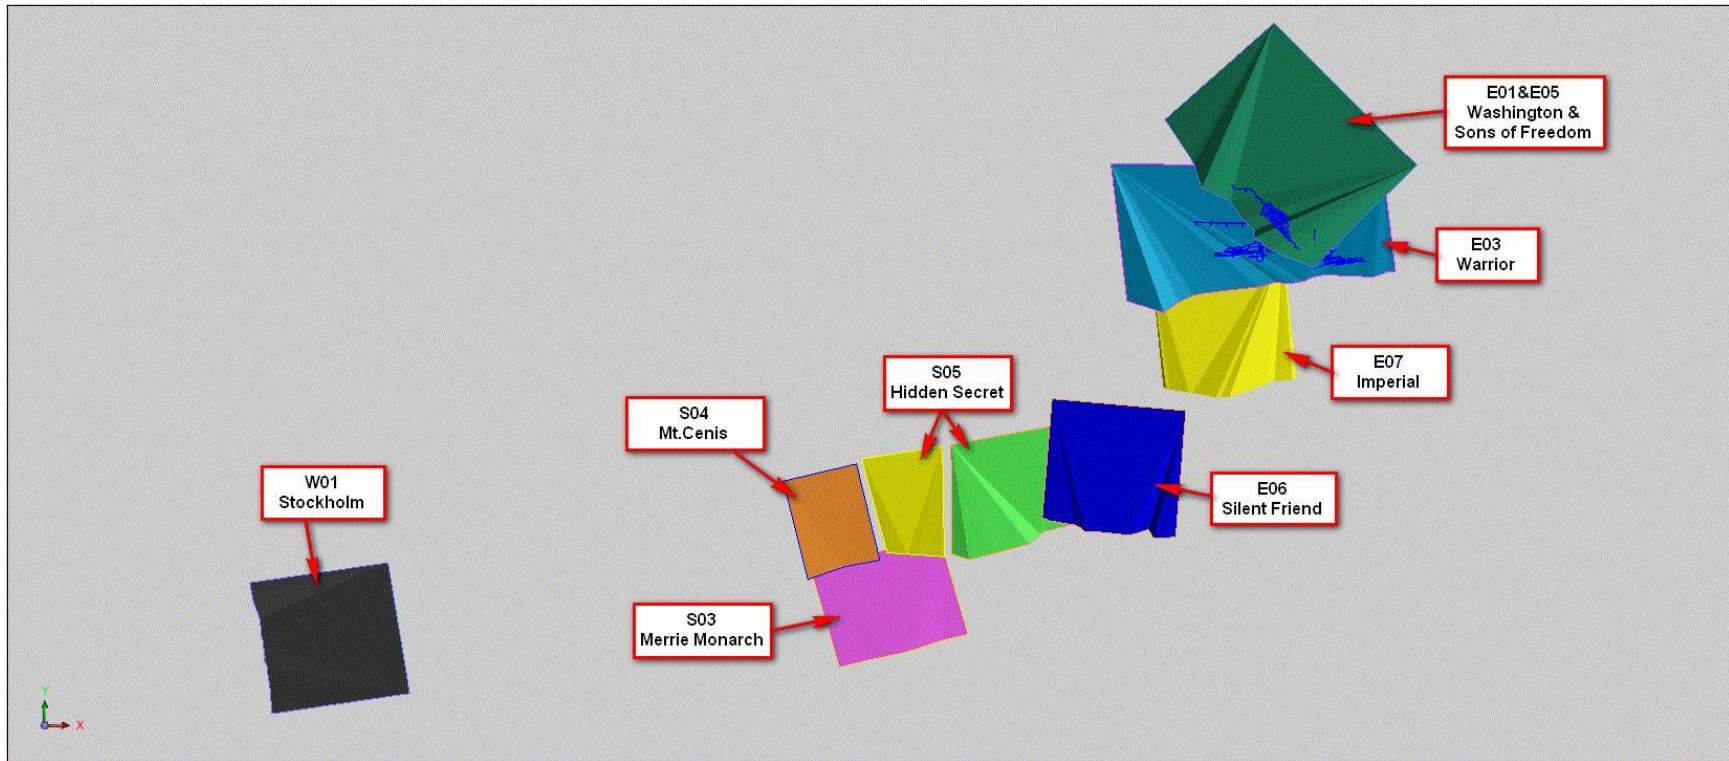 E01&E05
Washington &
Sons of Freedom
E03
Warrior
E07
Imperial
S05
Hidden Secret
S04
Mt.Cenis
W01
Stockholm
E06
Silent Friend
S03
Merrie Monarch
Y
X